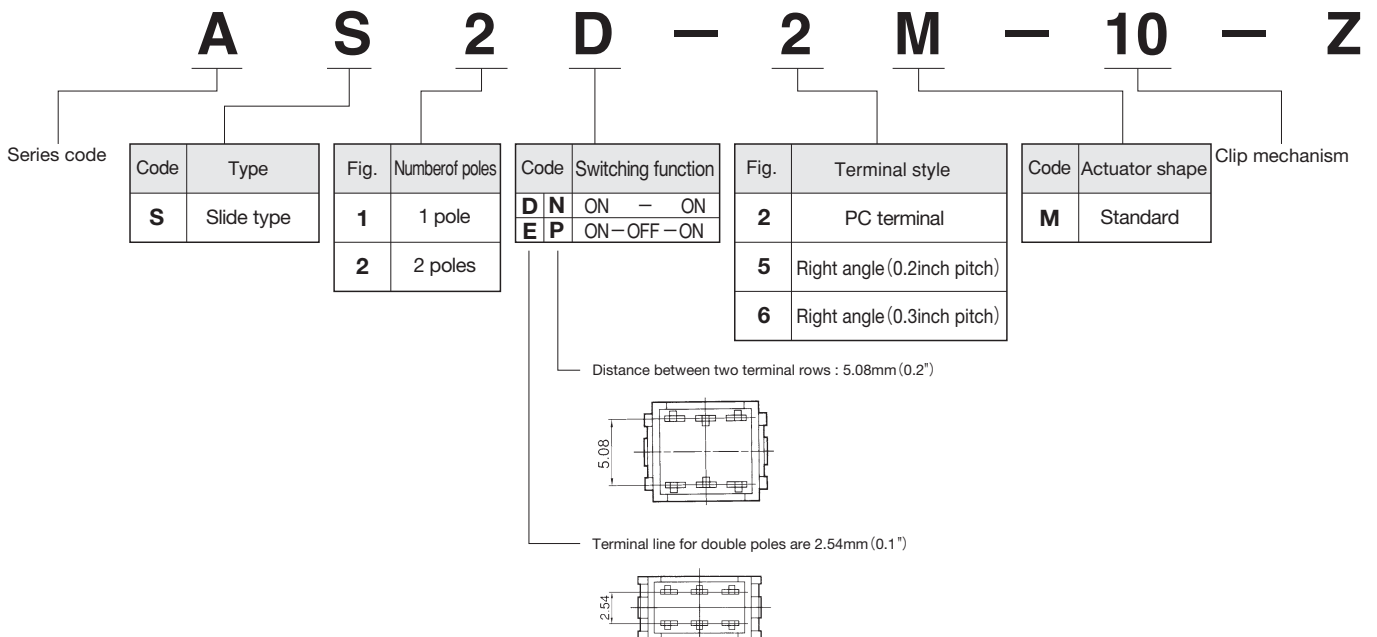 A S 2 D – 2 M – 10 – Z
Series code
Code Type
S Slide type
Fig. Numberof poles
1 1 pole
2 2 poles
Code Switching function
D N ON – ON
E P ON–OFF–ON
Fig. Terminal style
2 PC terminal
5 Right angle (0.2inch pitch)
6 Right angle (0.3inch pitch)
Code Actuator shape
M Standard
Clip mechanism
Distance between two terminal rows : 5.08mm (0.2")
5.08
Terminal line for double poles are 2.54mm (0.1")
2.54